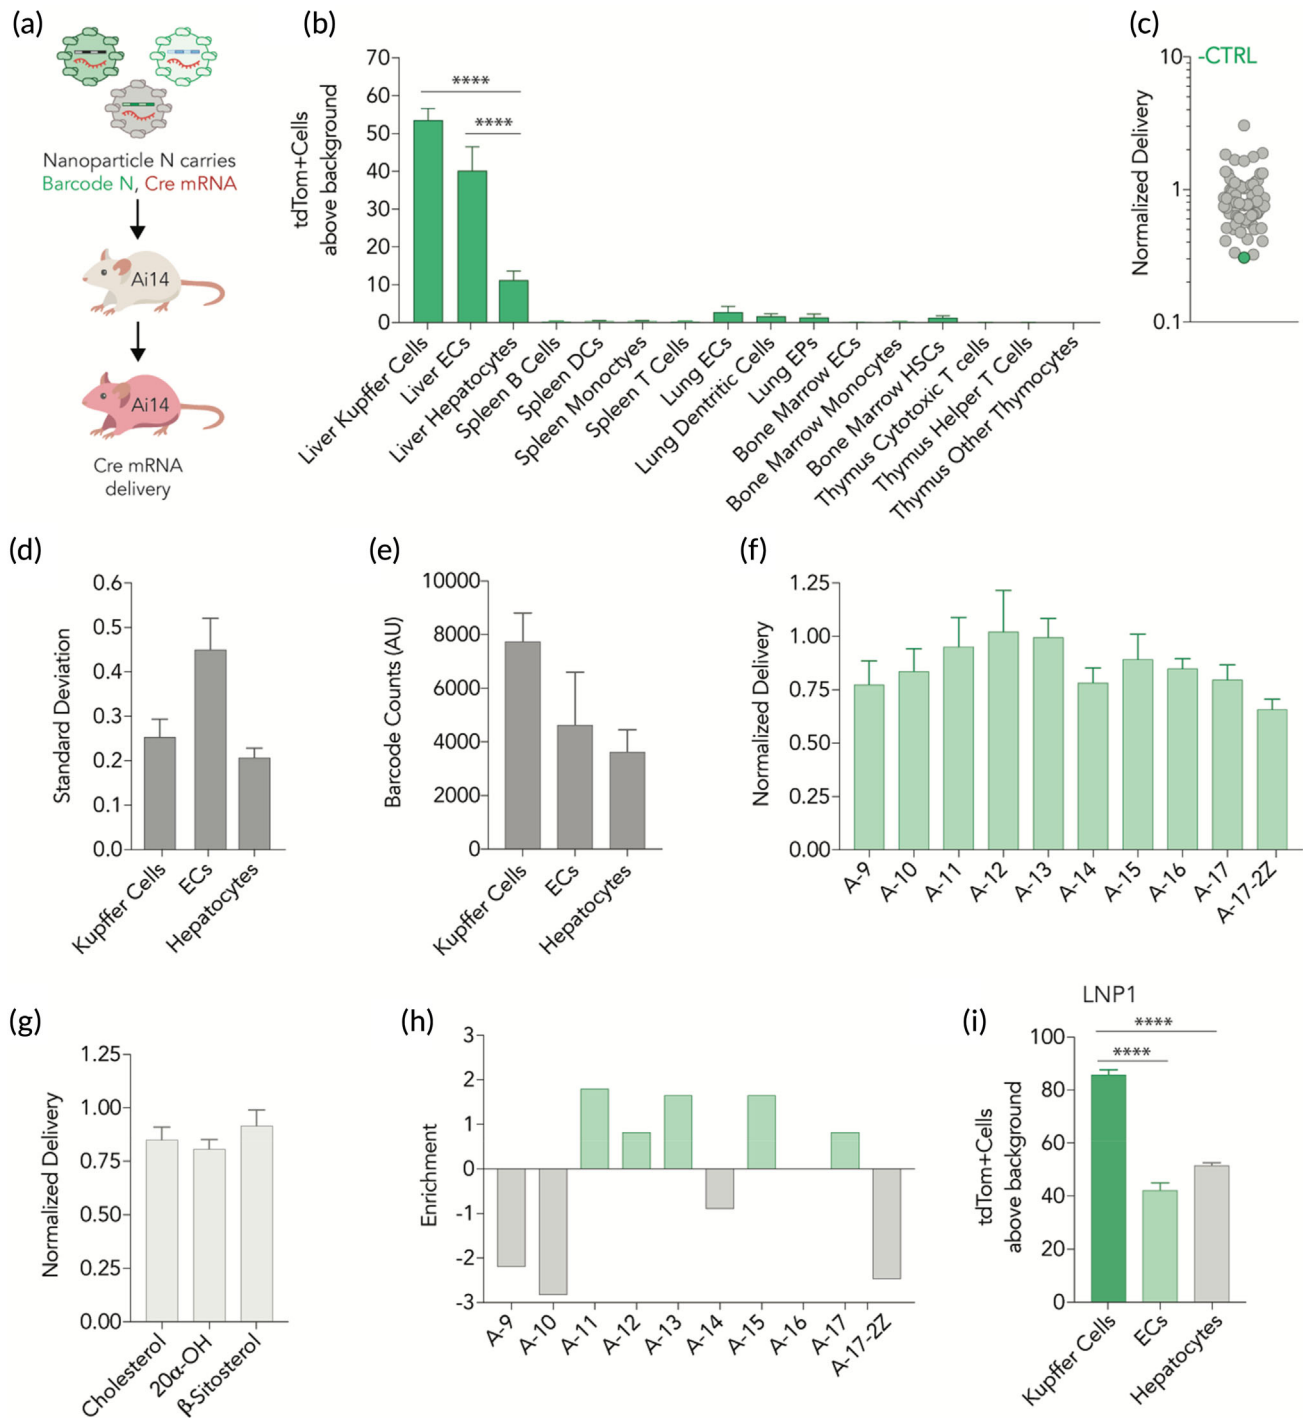 (a)
Nanoparticle N carries
Barcode N, Cre mRNA
Ai14
Ai14
Cre mRNA
delivery
(b)
tdTom+Cells
above background
70
60
50
40
30
20
10
0
****
****
Liver Kupffer Cells
Liver ECs
Liver Hepatocytes
Spleen B Cells
Spleen DCs
Spleen Monoctyes
Spleen T Cells
Lung ECs
Lung Dentritic Cells
Lung EPs
Bone Marrow ECs
Bone Marrow Monocytes
Bone Marrow HSCs
Thymus Cytotoxic T cells
Thymus Helper T Cells
Thymus Other Thymocytes
(c)
Normalized Delivery
10
1
0.1
-CTRL
(d)
Standard Deviation
0.6
0.5
0.4
0.3
0.2
0.1
0.0
Kupffer Cells
ECs
Hepatocytes
(e)
Barcode Counts (AU)
10000
8000
6000
4000
2000
0
Kupffer Cells
ECs
Hepatocytes
(f)
Normalized Delivery
1.25
1.00
0.75
0.50
0.25
0.00
A-9
A-10
A-11
A-12
A-13
A-14
A-15
A-16
A-17
A-17-2Z
(g)
Normalized Delivery
1.25
1.00
0.75
0.50
0.25
0.00
Cholesterol
20α-OH
β-Sitosterol
(h)
Enrichment
3
2
1
0
-1
-2
-3
A-9
A-10
A-11
A-12
A-13
A-14
A-15
A-16
A-17
A-17-2Z
(i)
LNP1
tdTom+Cells
above background
100
80
60
40
20
0
****
****
Kupffer Cells
ECs
Hepatocytes